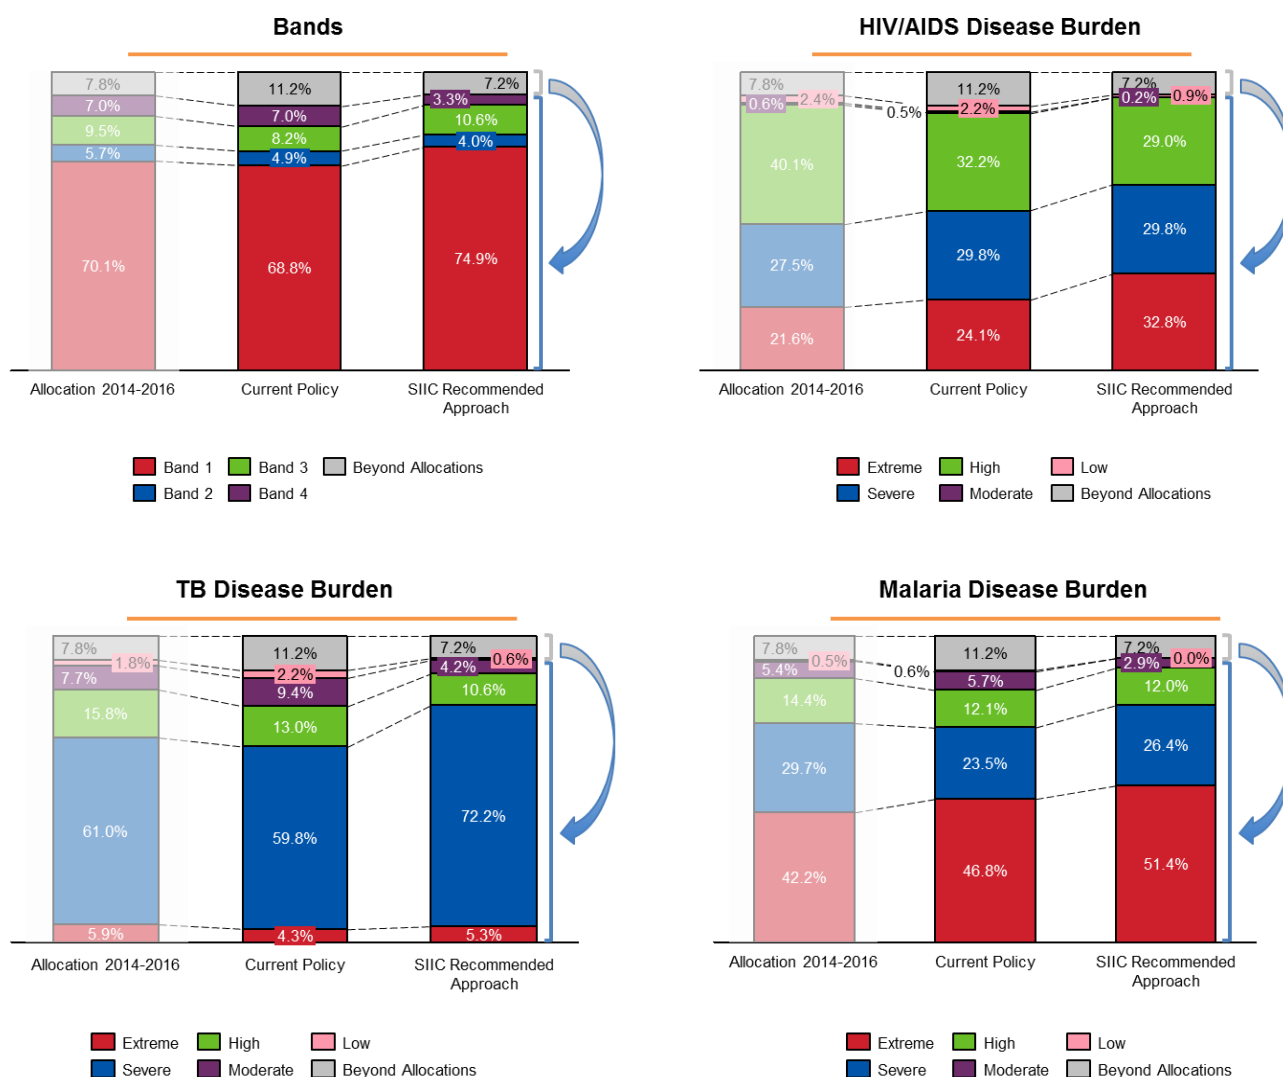 Bands
7.8%
11.2%
7.2%
7.0%
7.0%
3.3%
9.5%
8.2%
10.6%
5.7%
4.9%
4.0%
70.1%
68.8%
74.9%
Allocation 2014-2016
Current Policy
SIIC Recommended
Approach
Band 1
Band 3
Beyond Allocations
Band 2
Band 4
HIV/AIDS Disease Burden
7.8%
11.2%
7.2%
2.4%
0.6%
0.5%
2.2%
0.2%
0.9%
40.1%
32.2%
29.0%
27.5%
29.8%
29.8%
21.6%
24.1%
32.8%
Allocation 2014-2016
Current Policy
SIIC Recommended
Approach
Extreme
High
Low
Severe
Moderate
Beyond Allocations
TB Disease Burden
7.8%
11.2%
7.2%
1.8%
2.2%
0.6%
7.7%
9.4%
4.2%
15.8%
13.0%
10.6%
61.0%
59.8%
72.2%
5.9%
4.3%
5.3%
Allocation 2014-2016
Current Policy
SIIC Recommended
Approach
Extreme
High
Low
Severe
Moderate
Beyond Allocations
Malaria Disease Burden
7.8%
11.2%
7.2%
0.5%
0.6%
0.0%
5.4%
5.7%
2.9%
14.4%
12.1%
12.0%
29.7%
23.5%
26.4%
42.2%
46.8%
51.4%
Allocation 2014-2016
Current Policy
SIIC Recommended
Approach
Extreme
High
Low
Severe
Moderate
Beyond Allocations